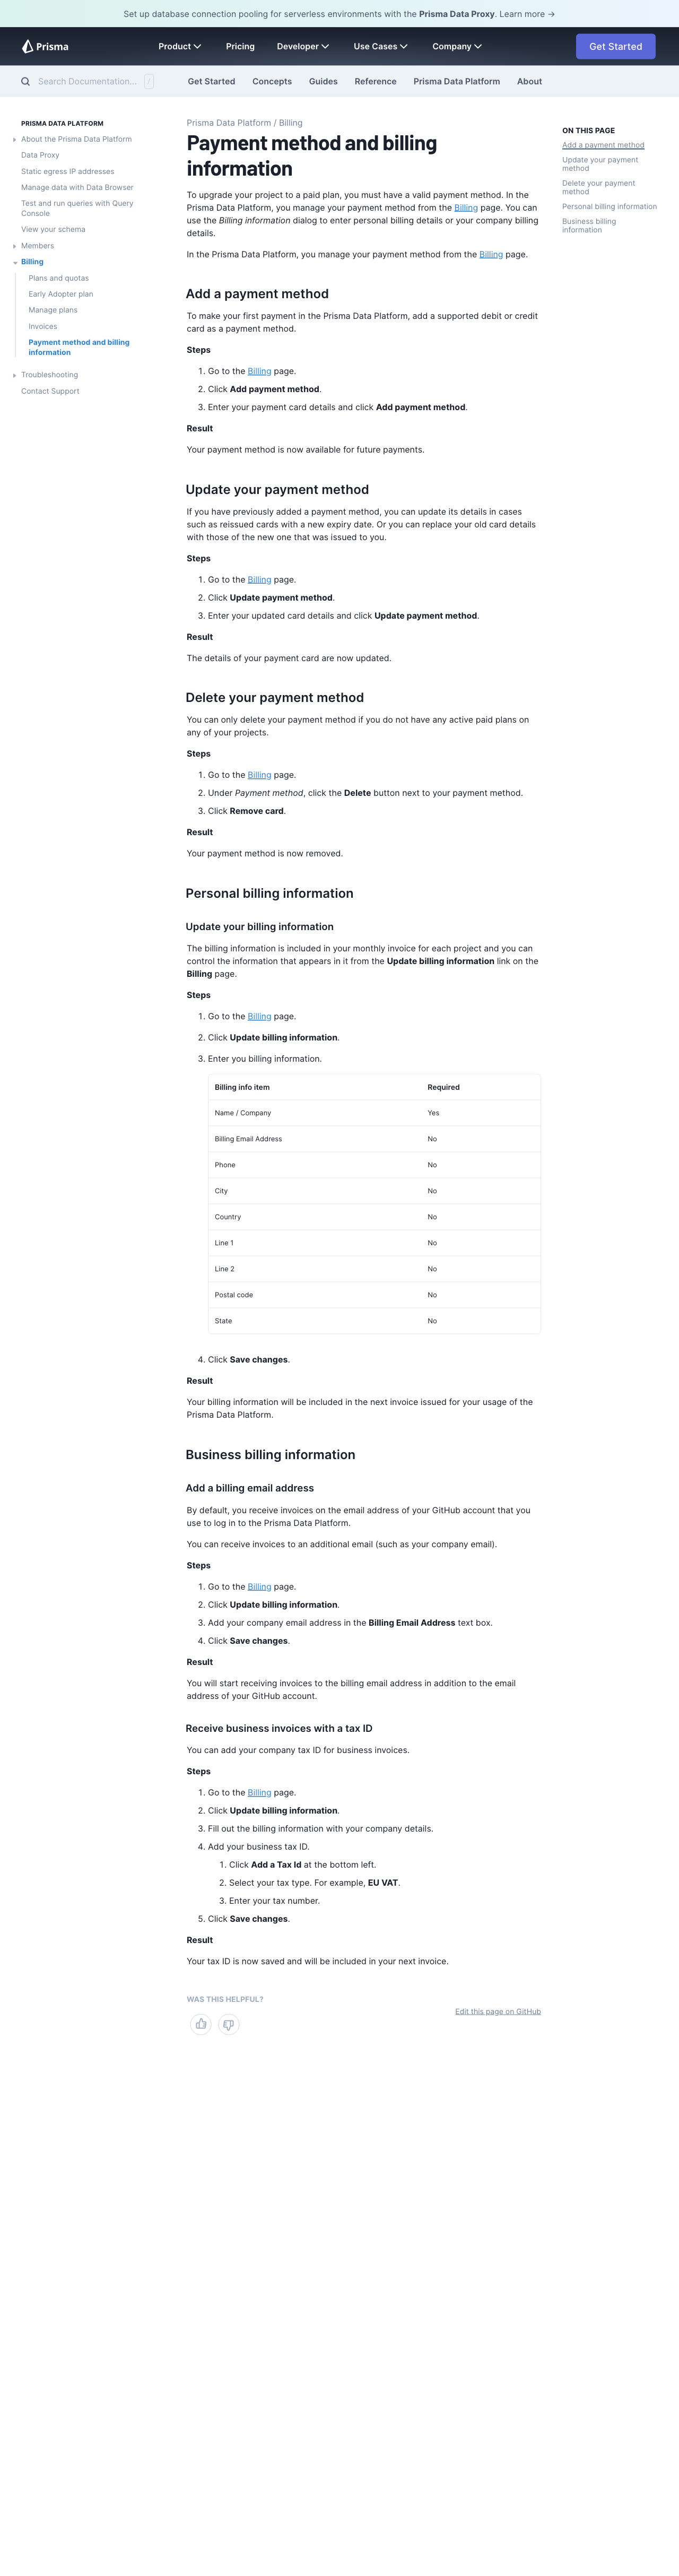 Set up database connection pooling for serverless environments with the Prisma Data Proxy. Learn more →
Prisma
Product
Pricing
Developer
Use Cases
Company
Get Started
Search Documentation... /
Get Started
Concepts
Guides
Reference
Prisma Data Platform
About
PRISMA DATA PLATFORM
About the Prisma Data Platform
Data Proxy
Static egress IP addresses
Manage data with Data Browser
Test and run queries with Query
Console
View your schema
Members
Billing
Plans and quotas
Early Adopter plan
Manage plans
Invoices
Payment method and billing
information
Troubleshooting
Contact Support
Prisma Data Platform / Billing
Payment method and billing
information
To upgrade your project to a paid plan, you must have a valid payment method. In the
Prisma Data Platform, you manage your payment method from the Billing page. You can
use the Billing information dialog to enter personal billing details or your company billing
details.
In the Prisma Data Platform, you manage your payment method from the Billing page.
Add a payment method
To make your first payment in the Prisma Data Platform, add a supported debit or credit
card as a payment method.
Steps
1. Go to the Billing page.
2. Click Add payment method.
3. Enter your payment card details and click Add payment method.
Result
Your payment method is now available for future payments.
Update your payment method
If you have previously added a payment method, you can update its details in cases
such as reissued cards with a new expiry date. Or you can replace your old card details
with those of the new one that was issued to you.
Steps
1. Go to the Billing page.
2. Click Update payment method.
3. Enter your updated card details and click Update payment method.
Result
The details of your payment card are now updated.
Delete your payment method
You can only delete your payment method if you do not have any active paid plans on
any of your projects.
Steps
1. Go to the Billing page.
2. Under Payment method, click the Delete button next to your payment method.
3. Click Remove card.
Result
Your payment method is now removed.
Personal billing information
Update your billing information
The billing information is included in your monthly invoice for each project and you can
control the information that appears in it from the Update billing information link on the
Billing page.
Steps
1. Go to the Billing page.
2. Click Update billing information.
3. Enter you billing information.
Billing info item Required
Name / Company Yes
Billing Email Address No
Phone No
City No
Country No
Line 1 No
Line 2 No
Postal code No
State No
4. Click Save changes.
Result
Your billing information will be included in the next invoice issued for your usage of the
Prisma Data Platform.
Business billing information
Add a billing email address
By default, you receive invoices on the email address of your GitHub account that you
use to log in to the Prisma Data Platform.
You can receive invoices to an additional email (such as your company email).
Steps
1. Go to the Billing page.
2. Click Update billing information.
3. Add your company email address in the Billing Email Address text box.
4. Click Save changes.
Result
You will start receiving invoices to the billing email address in addition to the email
address of your GitHub account.
Receive business invoices with a tax ID
You can add your company tax ID for business invoices.
Steps
1. Go to the Billing page.
2. Click Update billing information.
3. Fill out the billing information with your company details.
4. Add your business tax ID.
1. Click Add a Tax Id at the bottom left.
2. Select your tax type. For example, EU VAT.
3. Enter your tax number.
5. Click Save changes.
Result
Your tax ID is now saved and will be included in your next invoice.
WAS THIS HELPFUL?
Edit this page on GitHub
ON THIS PAGE
Add a payment method
Update your payment
method
Delete your payment
method
Personal billing information
Business billing
information